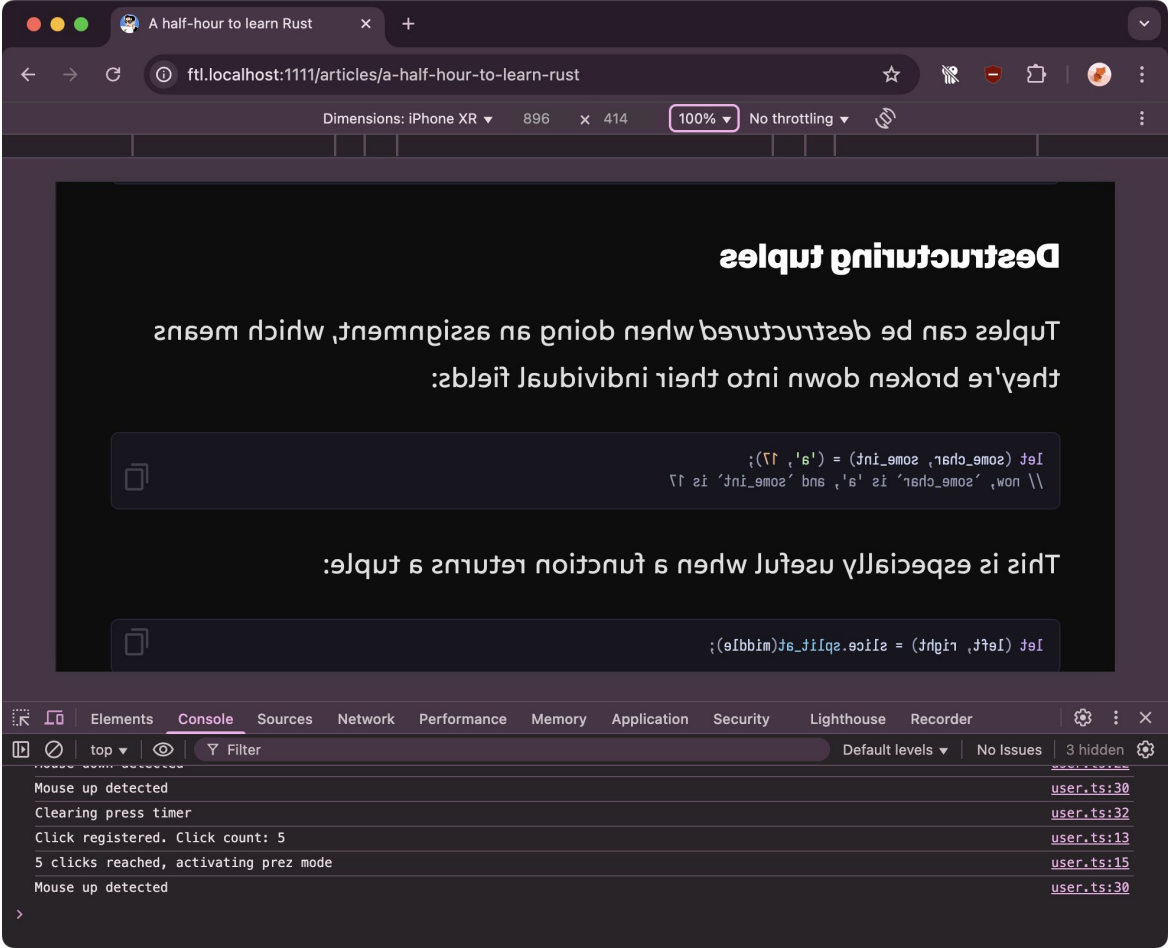 A half-hour to learn Rust
ftl.localhost:1111/articles/a-half-hour-to-learn-rust
Dimensions: iPhone XR 896 × 414 100% No throttling
Destructuring tuples
Tuples can be destructured when doing an assignment, which means
they're broken down into their individual fields:
let (some_char, some_int) = ('a', 17);
// now, `some_char` is 'a', and `some_int` is 17
This is especially useful when a function returns a tuple:
let (left, right) = slice.split_at(middle);
Elements Console Sources Network Performance Memory Application Security Lighthouse Recorder
top Filter Default levels No Issues 3 hidden
Mouse down detected user.ts:22
Mouse up detected user.ts:30
Clearing press timer user.ts:32
Click registered. Click count: 5 user.ts:13
5 clicks reached, activating prez mode user.ts:15
Mouse up detected user.ts:30